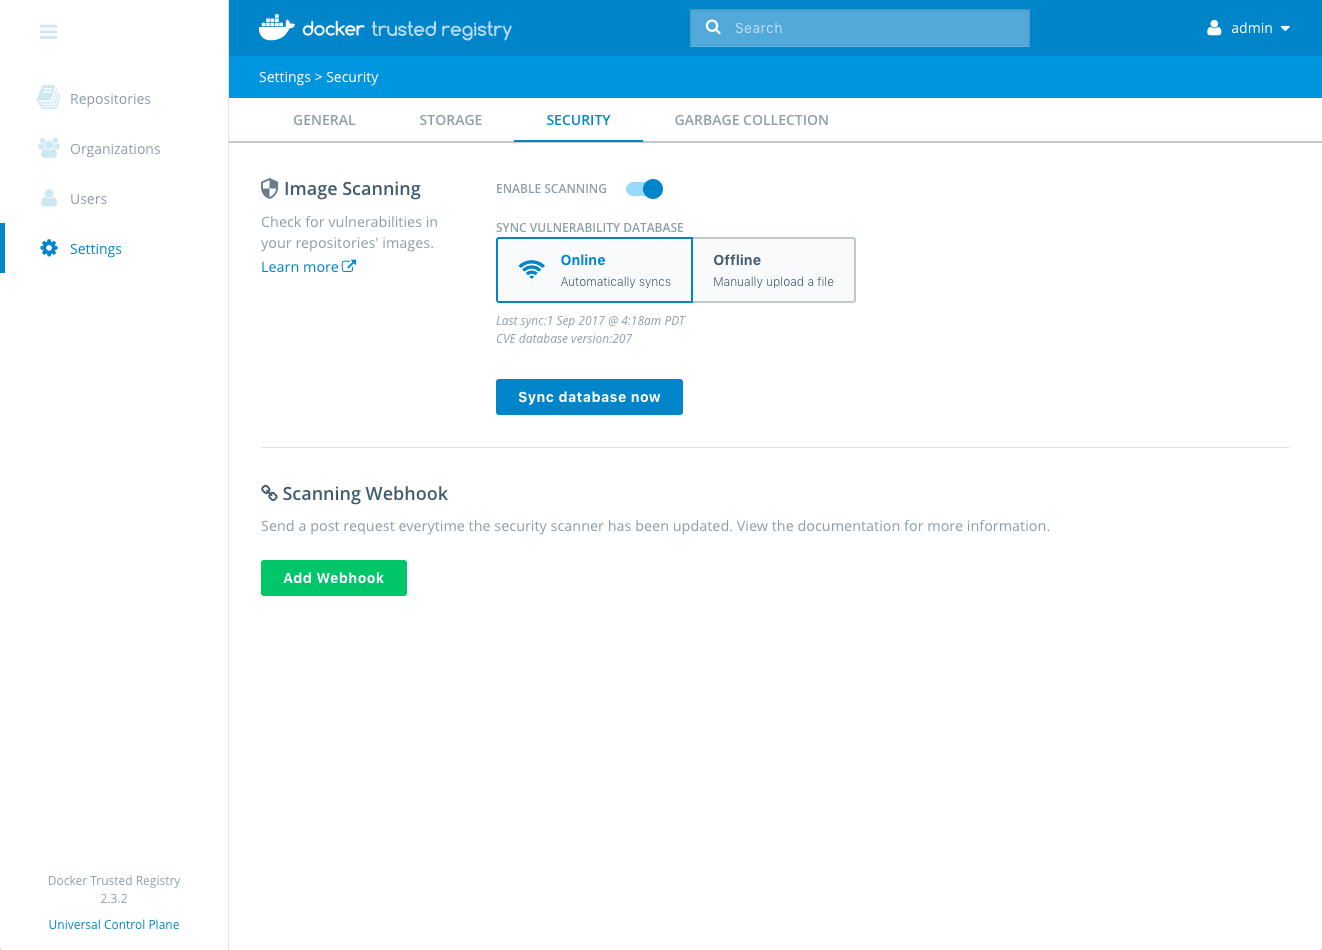 docker trusted registry
Search
admin
Settings > Security
Repositories
Organizations
Users
Settings
GENERAL
STORAGE
SECURITY
GARBAGE COLLECTION
Image Scanning
Check for vulnerabilities in
your repositories' images.
Learn more
ENABLE SCANNING
SYNC VULNERABILITY DATABASE
Online
Automatically syncs
Offline
Manually upload a file
Last sync:1 Sep 2017 @ 4:18am PDT
CVE database version:207
Sync database now
Scanning Webhook
Send a post request everytime the security scanner has been updated. View the documentation for more information.
Add Webhook
Docker Trusted Registry
2.3.2
Universal Control Plane